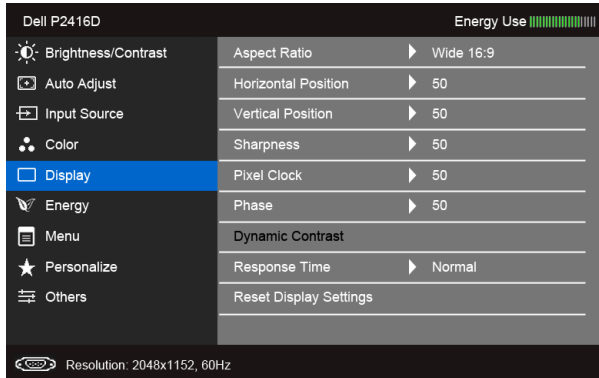 Dell P2416D Energy Use
Brightness/Contrast Aspect Ratio Wide 16:9
Auto Adjust Horizontal Position 50
Input Source Vertical Position 50
Color Sharpness 50
Display Pixel Clock 50
Energy Phase 50
Menu Dynamic Contrast
Personalize Response Time Normal
Others Reset Display Settings
Resolution: 2048x1152, 60Hz